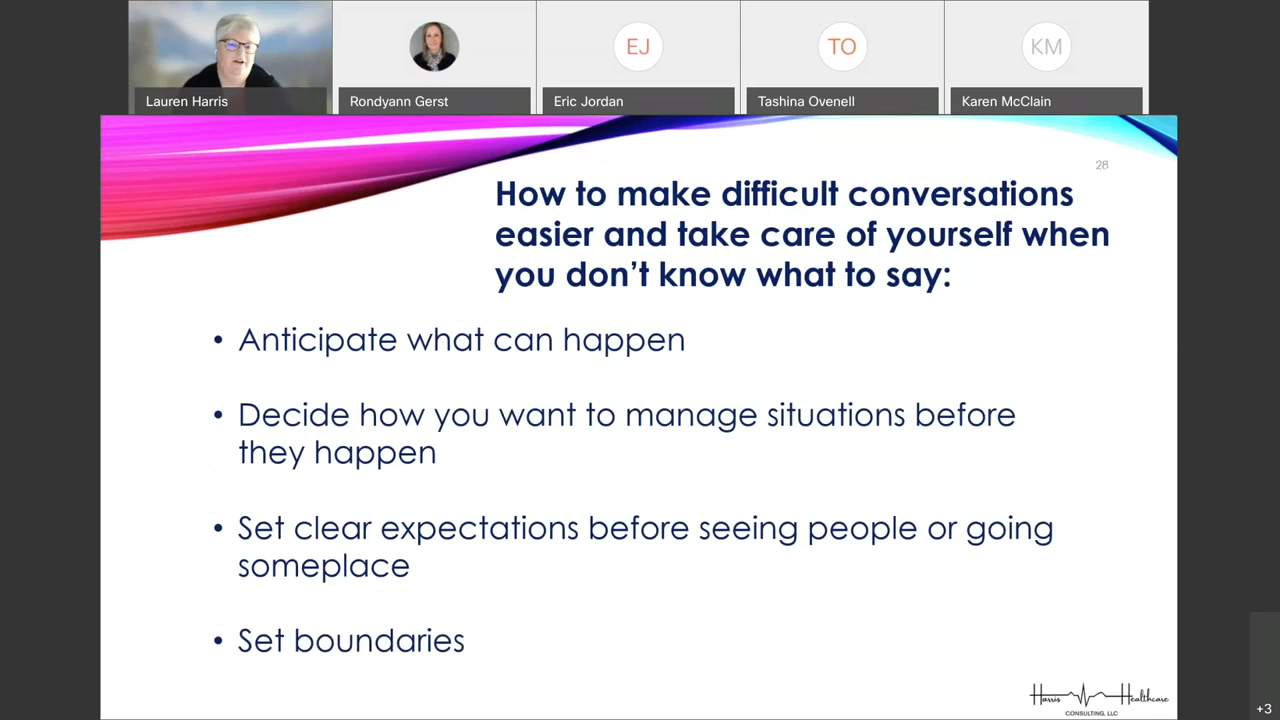 EJ
TO
KM
Lauren Harris
Rondyann Gerst
Eric Jordan
Tashina Ovenell
Karen McClain
28
How to make difficult conversations
easier and take care of yourself when
you don't know what to say:
• Anticipate what can happen
• Decide how you want to manage situations before
they happen
• Set clear expectations before seeing people or going
someplace
• Set boundaries
Harris Healthcare
CONSULTING, LLC
+3